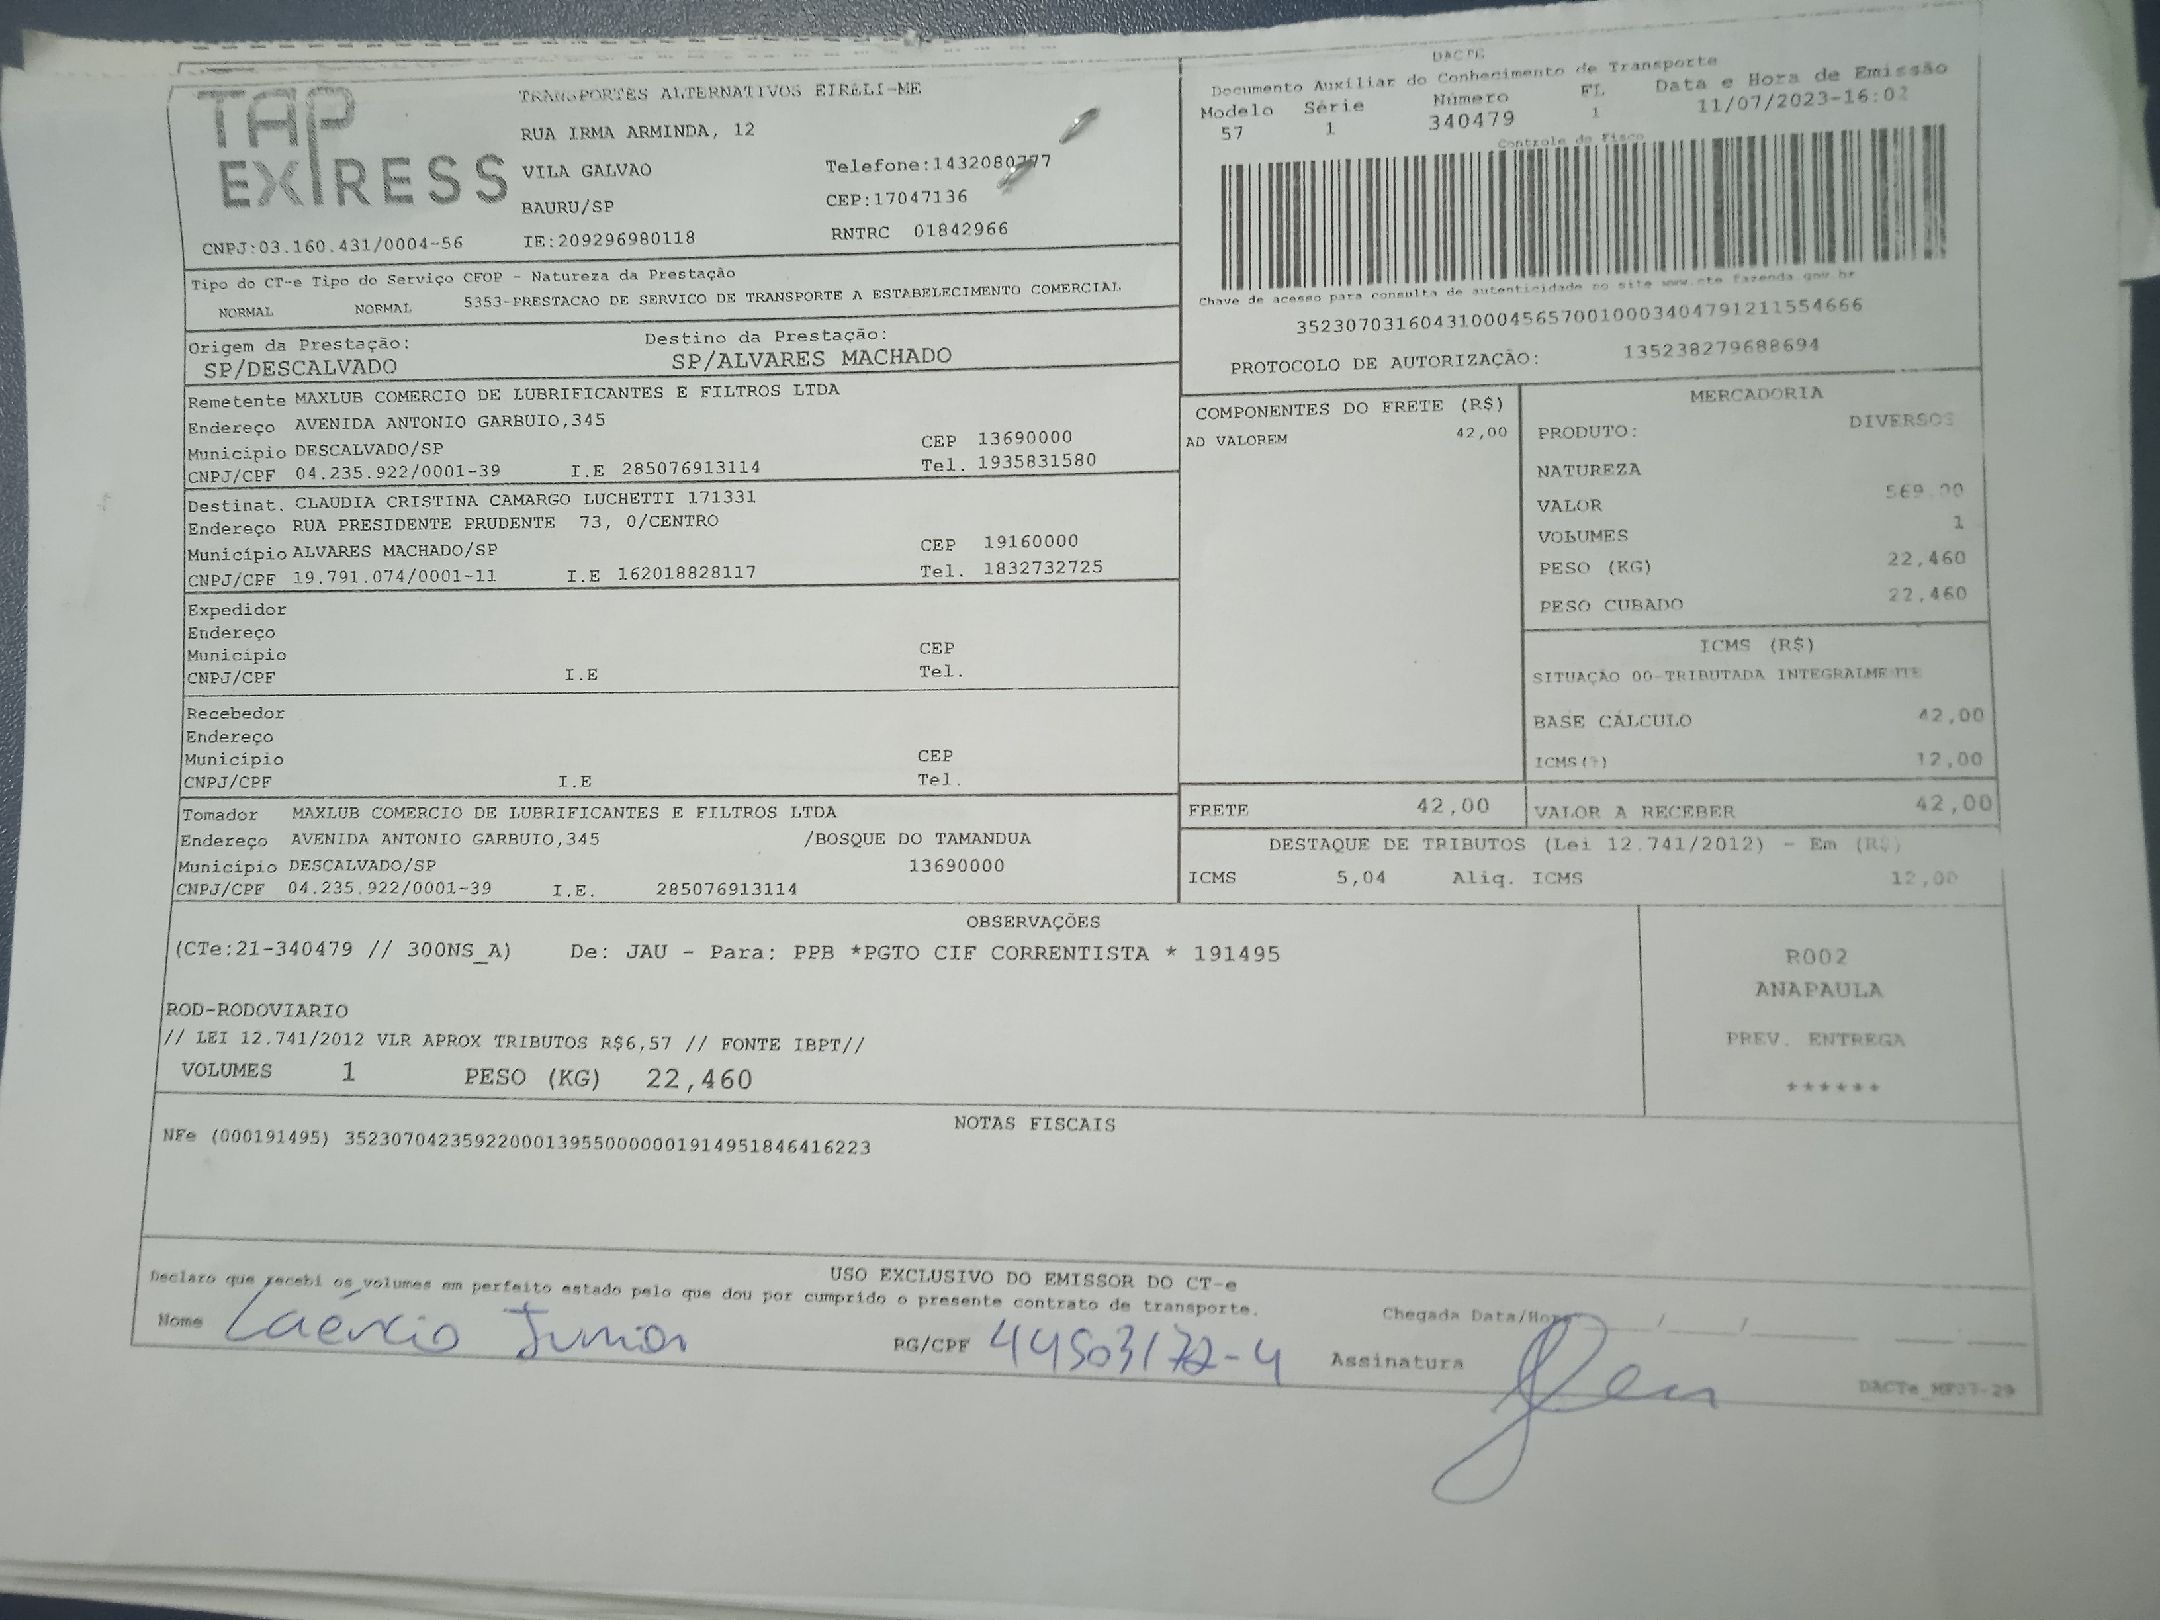 TAP EXPRESS
TRANSPORTES ALTERNATIVOS EIRELI-ME
RUA IRMA ARMINDA, 12
VILA GALVAO Telefone:1432080777
BAURU/SP CEP:17047136
CNPJ:03.160.431/0004-56 IE:209296980118 RNTRC 01842966
DACTE
Documento Auxiliar do Conhecimento de Transporte
Modelo Série Número FL Data e Hora de Emissão
57 1 340479 1 11/07/2023-16:02
Controle do Fisco
Chave de acesso para consulta de autenticidade no site www.cte.fazenda.gov.br
35230703160431000456570010003404791211554666
PROTOCOLO DE AUTORIZAÇÃO: 135238279688694
Tipo do CT-e Tipo do Serviço CFOP - Natureza da Prestação
NORMAL NORMAL 5353-PRESTACAO DE SERVICO DE TRANSPORTE A ESTABELECIMENTO COMERCIAL
Origem da Prestação: Destino da Prestação:
SP/DESCALVADO SP/ALVARES MACHADO
Remetente MAXLUB COMERCIO DE LUBRIFICANTES E FILTROS LTDA
Endereço AVENIDA ANTONIO GARBUIO,345
Município DESCALVADO/SP CEP 13690000
CNPJ/CPF 04.235.922/0001-39 I.E 285076913114 Tel. 1935831580
Destinat. CLAUDIA CRISTINA CAMARGO LUCHETTI 171331
Endereço RUA PRESIDENTE PRUDENTE 73, 0/CENTRO
Município ALVARES MACHADO/SP CEP 19160000
CNPJ/CPF 19.791.074/0001-11 I.E 162018828117 Tel. 1832732725
Expedidor
Endereço
Município CEP
CNPJ/CPF I.E Tel.
Recebedor
Endereço
Município CEP
CNPJ/CPF I.E Tel.
Tomador MAXLUB COMERCIO DE LUBRIFICANTES E FILTROS LTDA
Endereço AVENIDA ANTONIO GARBUIO,345 /BOSQUE DO TAMANDUA
Município DESCALVADO/SP 13690000
CNPJ/CPF 04.235.922/0001-39 I.E. 285076913114
COMPONENTES DO FRETE (R$)
AD VALOREM 42,00
MERCADORIA
PRODUTO: DIVERSOS
NATUREZA
VALOR 569.00
VOLUMES 1
PESO (KG) 22,460
PESO CUBADO 22,460
ICMS (R$)
SITUAÇÃO 00-TRIBUTADA INTEGRALMENTE
BASE CÁLCULO 42,00
ICMS(%) 12,00
FRETE 42,00 VALOR A RECEBER 42,00
DESTAQUE DE TRIBUTOS (Lei 12.741/2012) - Em (R$)
ICMS 5,04 Aliq. ICMS 12,00
OBSERVAÇÕES
(CTe:21-340479 // 300NS_A) De: JAU - Para: PPB *PGTO CIF CORRENTISTA * 191495
ROD-RODOVIARIO
// LEI 12.741/2012 VLR APROX TRIBUTOS R$6,57 // FONTE IBPT//
VOLUMES 1 PESO (KG) 22,460
R002
ANAPAULA
PREV. ENTREGA
******
NOTAS FISCAIS
NFe (000191495) 35230704235922000139550000001914951846416223
USO EXCLUSIVO DO EMISSOR DO CT-e
Declaro que recebi os volumes em perfeito estado pelo que dou por cumprido o presente contrato de transporte.
Nome Laércio Junior RG/CPF 44503172-4
Chegada Data/Hora __/__/____ __:__
Assinatura
DACTe_MP37-29